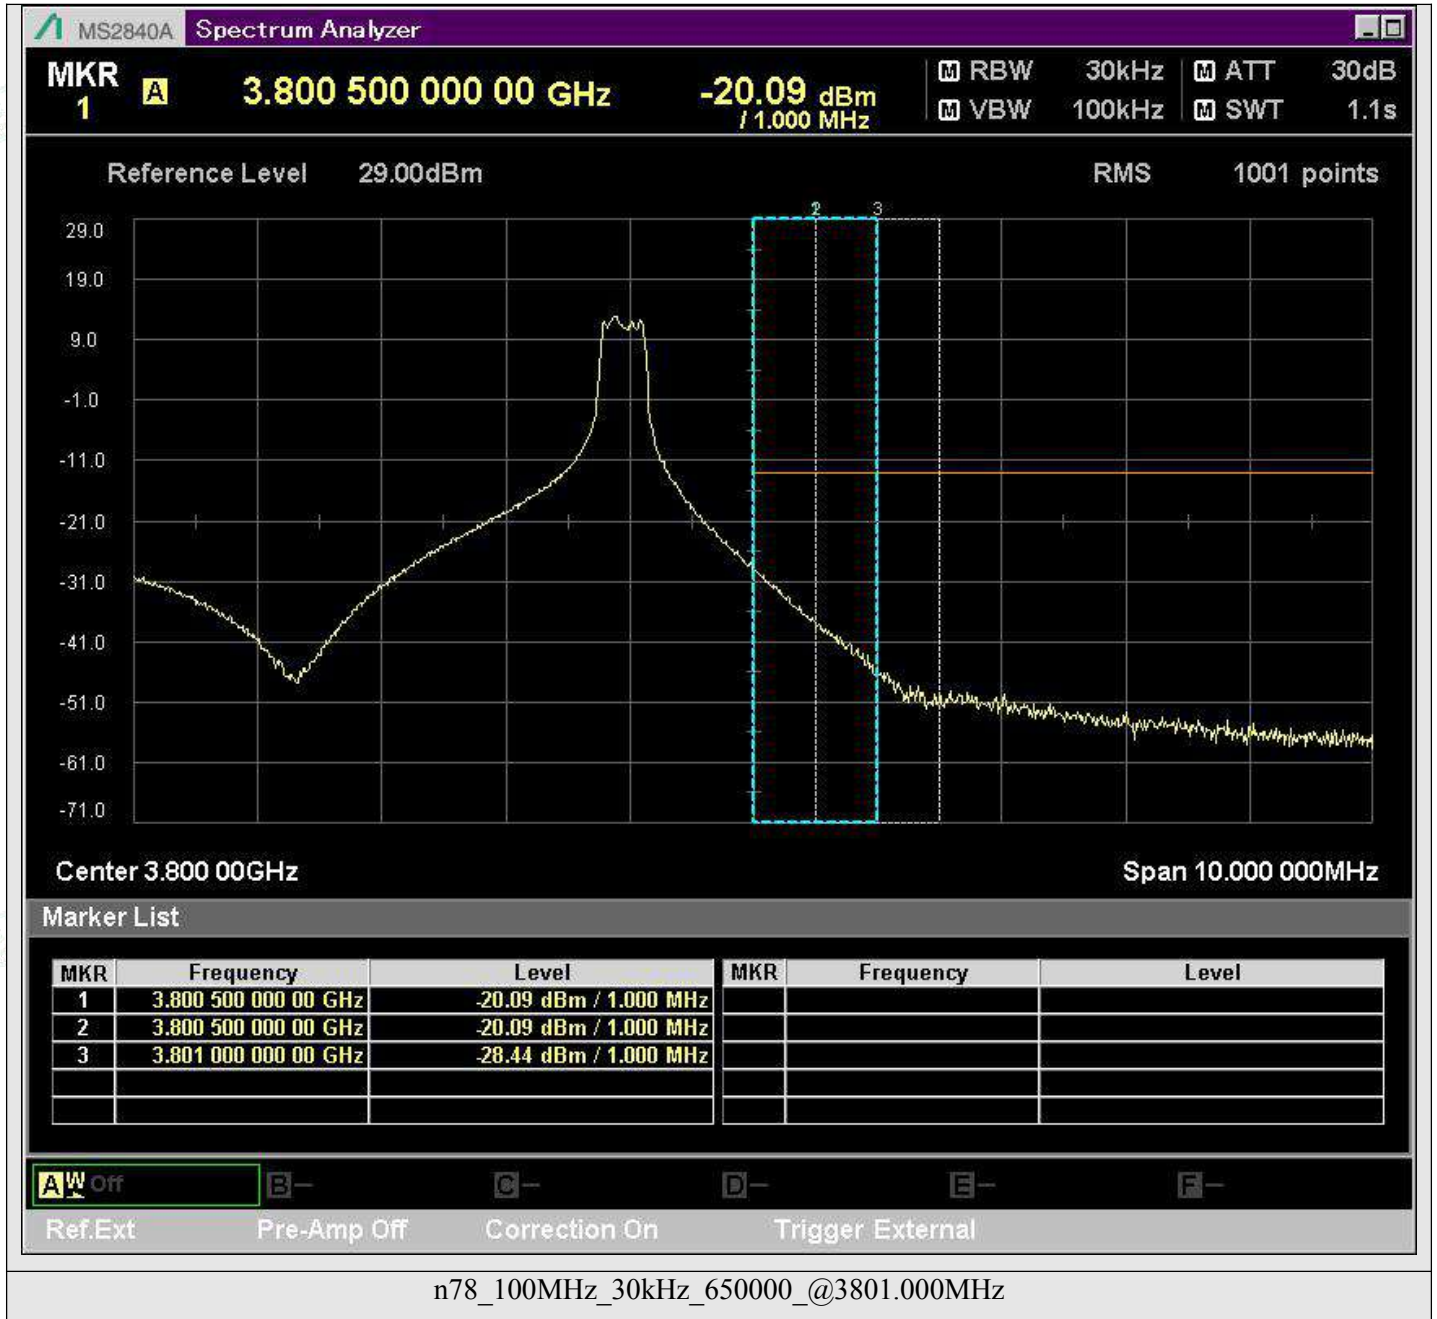 MS2840A Spectrum Analyzer
MKR 1 A 3.800 500 000 00 GHz -20.09 dBm / 1.000 MHz
M RBW 30kHz M ATT 30dB
M VBW 100kHz M SWT 1.1s
Reference Level 29.00dBm RMS 1001 points
2 3
29.0
19.0
9.0
-1.0
-11.0
-21.0
-31.0
-41.0
-51.0
-61.0
-71.0
Center 3.800 00GHz Span 10.000 000MHz
Marker List
MKR Frequency Level MKR Frequency Level
1 3.800 500 000 00 GHz -20.09 dBm / 1.000 MHz
2 3.800 500 000 00 GHz -20.09 dBm / 1.000 MHz
3 3.801 000 000 00 GHz -28.44 dBm / 1.000 MHz
A W Off B- C- D- E- F-
Ref.Ext Pre-Amp Off Correction On Trigger External
n78_100MHz_30kHz_650000_@3801.000MHz